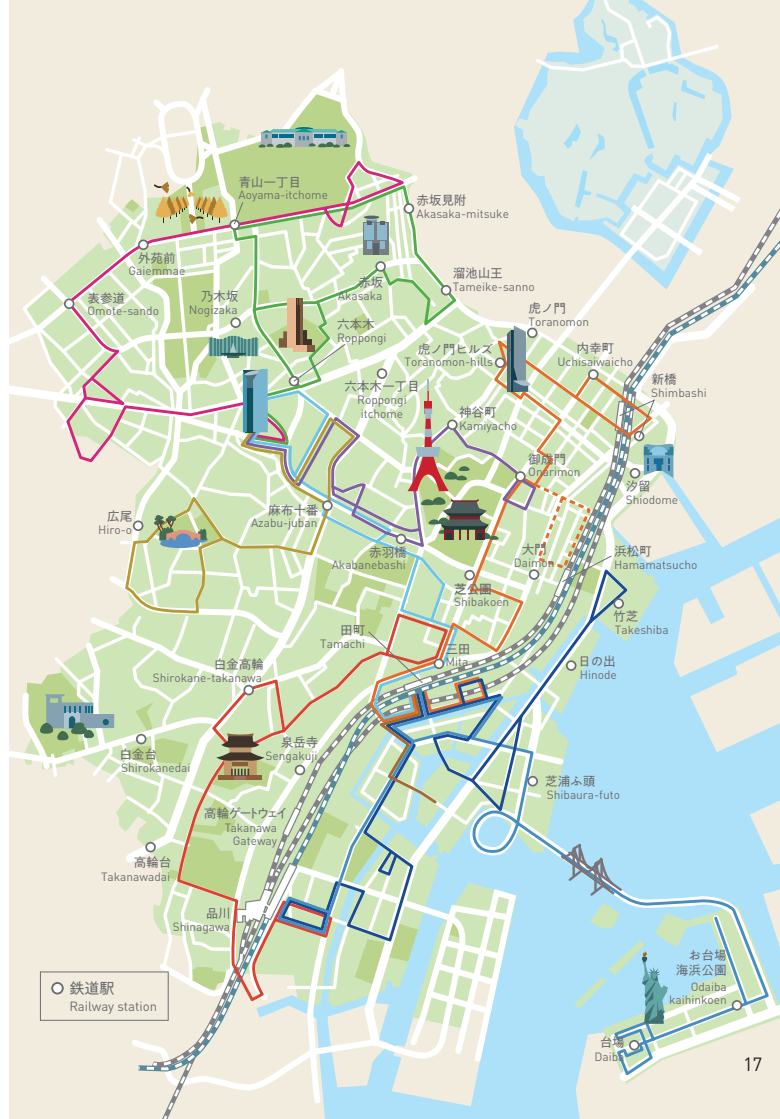 青山一丁目
Aoyama-itchome
赤坂見附
Akasaka-mitsuke
外苑前
Gaiemmae
赤坂
Akasaka
溜池山王
Tameike-sanno
表参道
Omote-sando
乃木坂
Nogizaka
六本木
Roppongi
虎ノ門
Toranomon
虎ノ門ヒルズ
Toranomon-hills
内幸町
Uchisaiwaicho
新橋
Shimbashi
六本木一丁目
Roppongi
itchome
神谷町
Kamiyacho
御成門
Onarimon
汐留
Shiodome
広尾
Hiro-o
麻布十番
Azabu-juban
赤羽橋
Akabanebashi
大門
Daimon
浜松町
Hamamatsucho
芝公園
Shibakoen
竹芝
Takeshiba
田町
Tamachi
三田
Mita
日の出
Hinode
白金高輪
Shirokane-takanawa
白金台
Shirokanedai
泉岳寺
Sengakuji
芝浦ふ頭
Shibaura-futo
高輪ゲートウェイ
Takanawa
Gateway
高輪台
Takanawadai
品川
Shinagawa
お台場
海浜公園
Odaiba
kaihinkoen
台場
Daiba
鉄道駅
Railway station
17